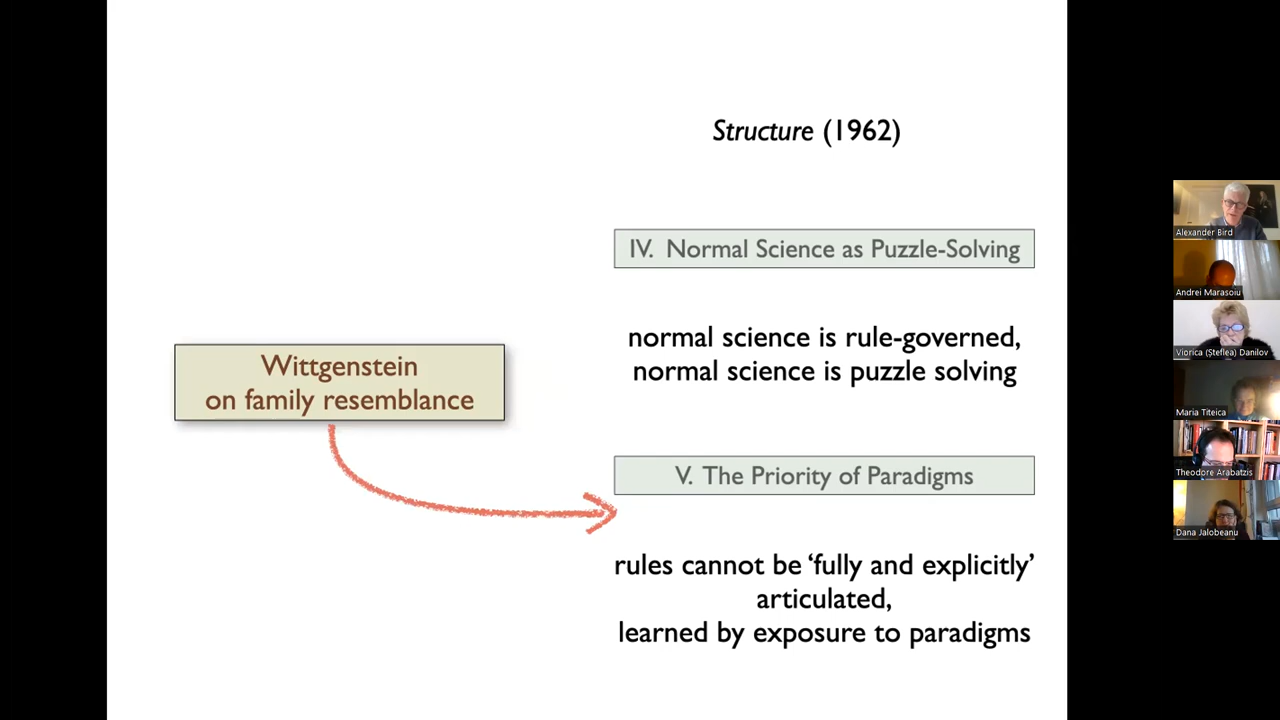 Structure (1962)
IV. Normal Science as Puzzle-Solving
normal science is rule-governed,
normal science is puzzle solving
Wittgenstein
on family resemblance
V. The Priority of Paradigms
rules cannot be ‘fully and explicitly’
articulated,
learned by exposure to paradigms
Alexander Bird
Andrei Marasoiu
Viorica (Șteflea) Danilov
Maria Titeica
Theodore Arabatzis
Dana Jalobeanu